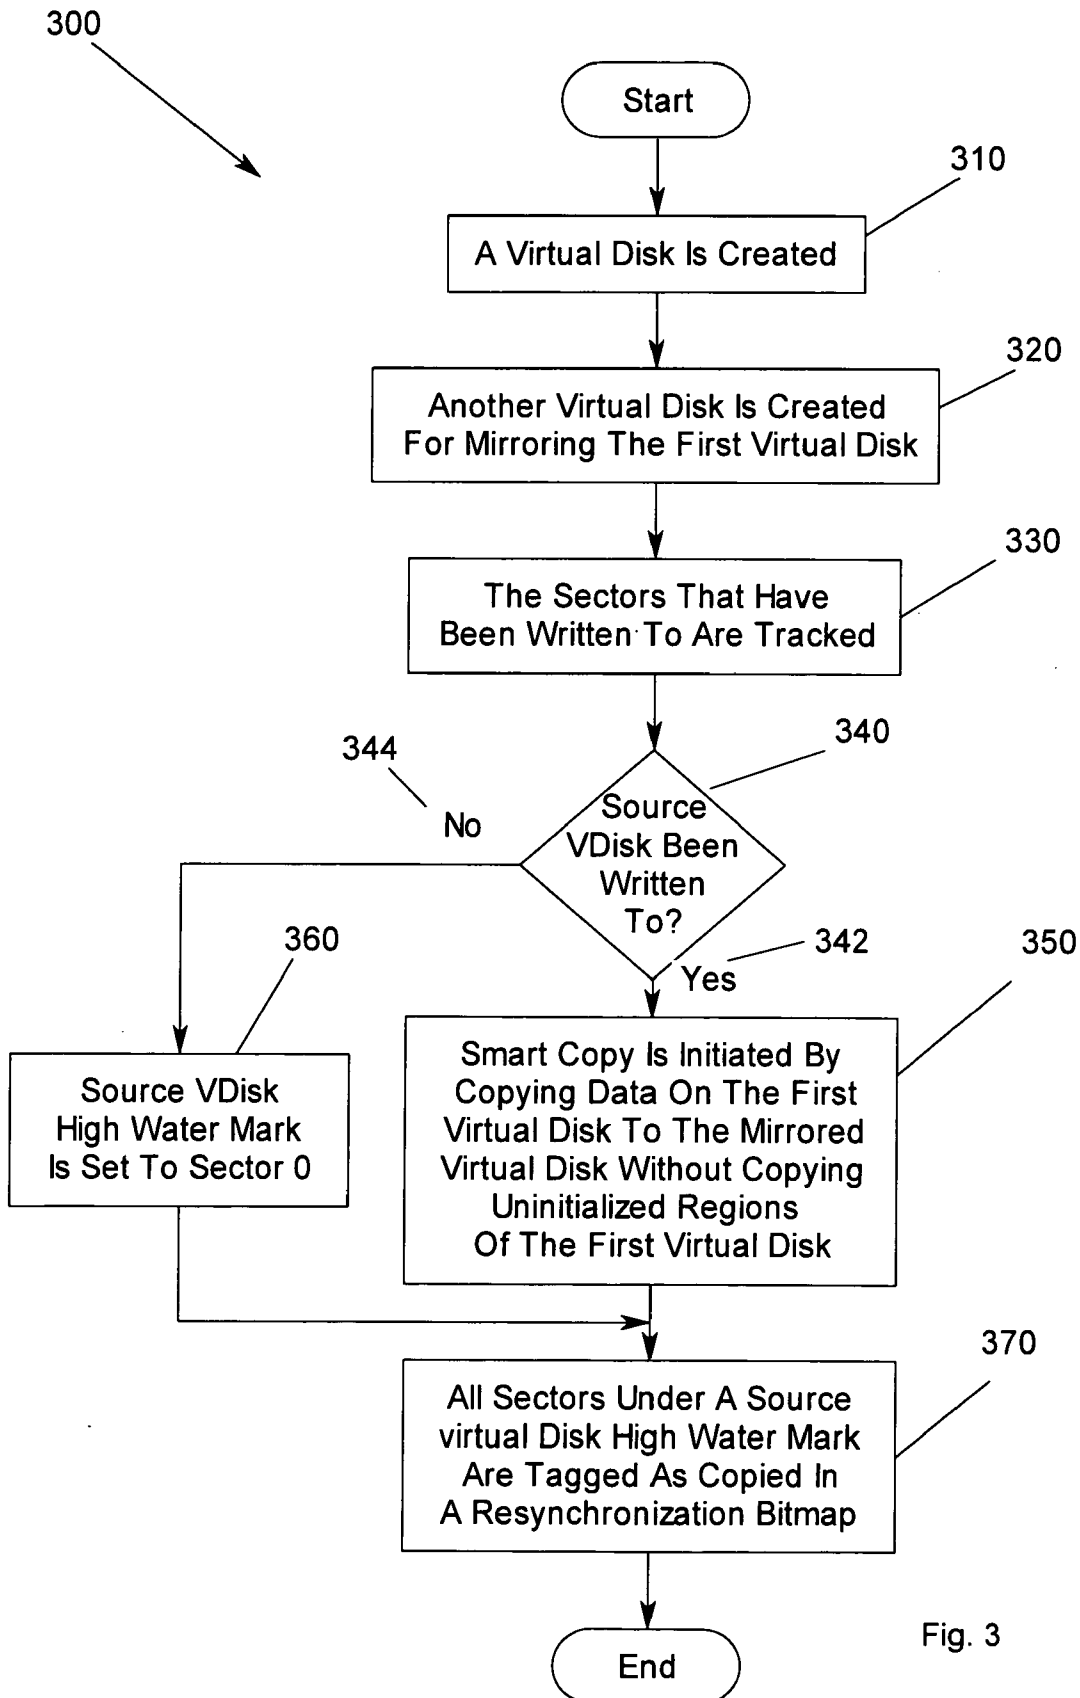 300
Start
310
A Virtual Disk Is Created
320
Another Virtual Disk Is Created
For Mirroring The First Virtual Disk
330
The Sectors That Have
Been Written To Are Tracked
344
340
No
Source
VDisk Been
Written
To?
360
342
350
Yes
Source VDisk
High Water Mark
Is Set To Sector 0
Smart Copy Is Initiated By
Copying Data On The First
Virtual Disk To The Mirrored
Virtual Disk Without Copying
Uninitialized Regions
Of The First Virtual Disk
370
All Sectors Under A Source
virtual Disk High Water Mark
Are Tagged As Copied In
A Resynchronization Bitmap
End
Fig. 3